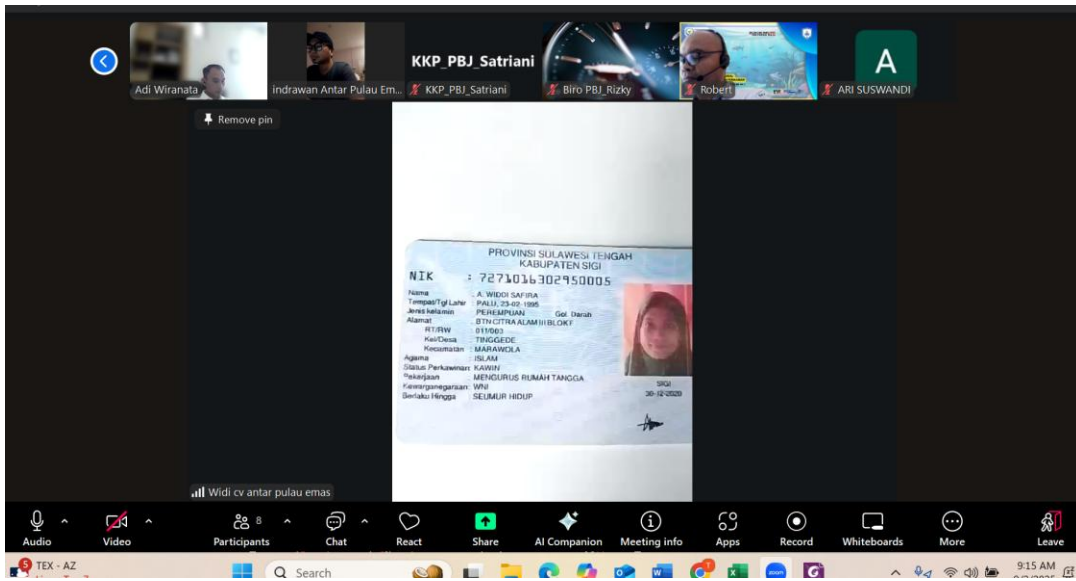 KKP_PBJ_Satriani
A
Adi Wiranata
indrawan Antar Pulau Em...
KKP_PBJ_Satriani
Biro PBJ_Rizky
Robert
ARI SUSWANDI
Remove pin
PROVINSI SULAWESI TENGAH
KABUPATEN SIGI
NIK : 7271016302950005
Nama : A. WIDDI SAFIRA
Tempat/Tgl Lahir : PALU, 23-02-1995
Jenis kelamin : PEREMPUAN Gol. Darah
Alamat : BTN CITRA ALAM III BLOK F
RT/RW : 011/003
Kel/Desa : TINGGEDE
Kecamatan : MARAWOLA
Agama : ISLAM
Status Perkawinan: KAWIN
Pekerjaan : MENGURUS RUMAH TANGGA
Kewarganegaraan: WNI
Berlaku Hingga : SEUMUR HIDUP
SIGI
30-12-2020
Widi cv antar pulau emas
Audio
Video
8
Participants
Chat
React
Share
AI Companion
Meeting info
Apps
Record
Whiteboards
More
Leave
5
TEX - AZ
Search
zoom
9:15 AM